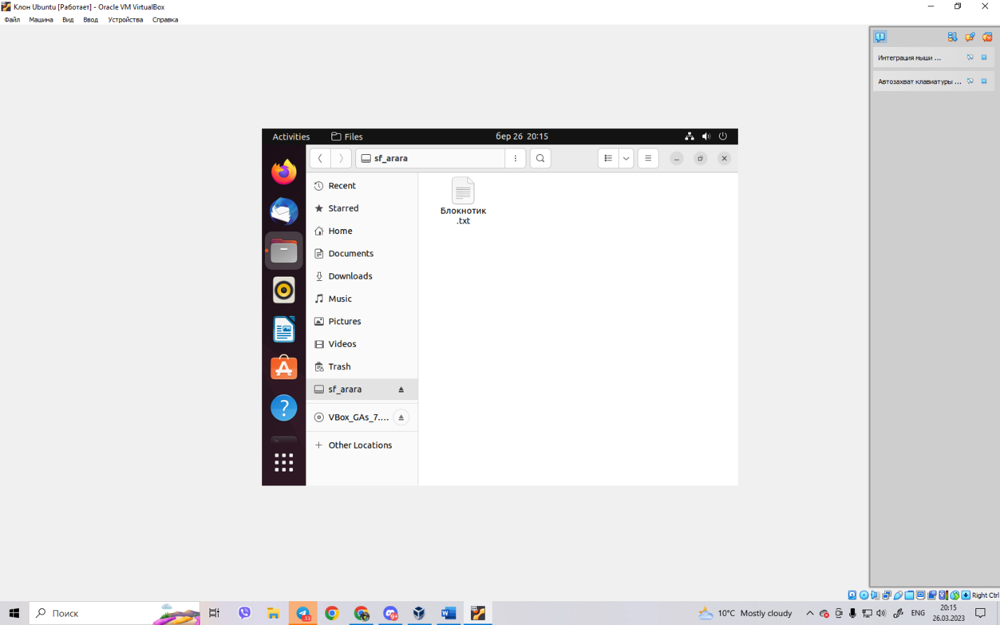 Клон Ubuntu [Работает] - Oracle VM VirtualBox
Файл Машина Вид Ввод Устройства Справка
Интеграция мыши ...
Автозахват клавиатуры ...
Activities Files бер 26 20:15
sf_arara
Recent
Starred
Home
Documents
Downloads
Music
Pictures
Videos
Trash
sf_arara
VBox_GAs_7....
Other Locations
Блокнотик
.txt
Right Ctrl
Поиск
53
9+
10°C Mostly cloudy
ENG
20:15
26.03.2023